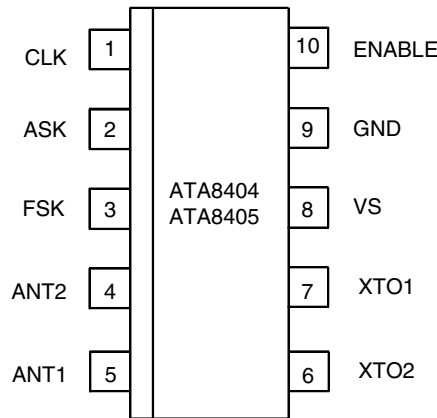 CLK 1 10 ENABLE
ASK 2 9 GND
ATA8404
FSK 3 ATA8405 8 VS
ANT2 4 7 XTO1
ANT1 5 6 XTO2